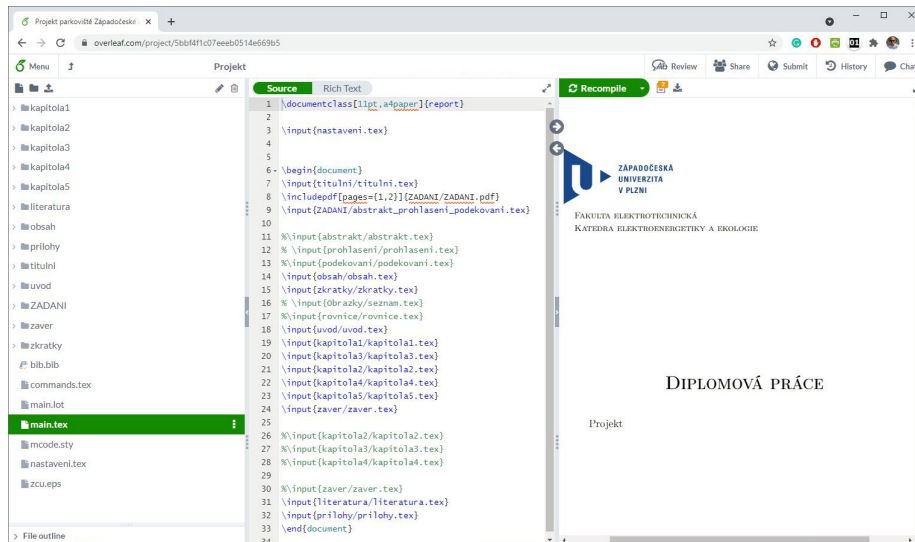 Projekt parkoviště Západočeské
overleaf.com/project/5bbf4f1c07eeeb0514e669b5
Menu
Projekt
Review
Share
Submit
History
Chat
Source
Rich Text
Recompile
kapitola1
kapitola2
kapitola3
kapitola4
kapitola5
literatura
obsah
prilohy
titulni
uvod
ZADANI
zaver
zkratky
bib.bib
commands.tex
main.lot
main.tex
mcode.sty
nastaveni.tex
zcu.eps
File outline
1 \documentclass[11pt,a4paper]{report}
2
3 \input{nastaveni.tex}
4
5
6 \begin{document}
7 \input{titulni/titulni.tex}
8 \includepdf[pages={1,2}]{ZADANI/ZADANI.pdf}
9 \input{ZADANI/abstrakt_prohlaseni_podekovani.tex}
10
11 %\input{abstrakt/abstrakt.tex}
12 % \input{prohlaseni/prohlaseni.tex}
13 %\input{podekovani/podekovani.tex}
14 \input{obsah/obsah.tex}
15 \input{zkratky/zkratky.tex}
16 % \input{Obrazky/seznam.tex}
17 %\input{rovnice/rovnice.tex}
18 \input{uvod/uvod.tex}
19 \input{kapitola1/kapitola1.tex}
20 \input{kapitola3/kapitola3.tex}
21 \input{kapitola2/kapitola2.tex}
22 \input{kapitola4/kapitola4.tex}
23 \input{kapitola5/kapitola5.tex}
24 \input{zaver/zaver.tex}
25
26 %\input{kapitola2/kapitola2.tex}
27 %\input{kapitola3/kapitola3.tex}
28 %\input{kapitola4/kapitola4.tex}
29
30 %\input{zaver/zaver.tex}
31 \input{literatura/literatura.tex}
32 \input{prilohy/prilohy.tex}
33 \end{document}
34
ZÁPADOČESKÁ
UNIVERZITA
V PLZNI
Fakulta elektrotechnická
Katedra elektroenergetiky a ekologie
Diplomová práce
Projekt